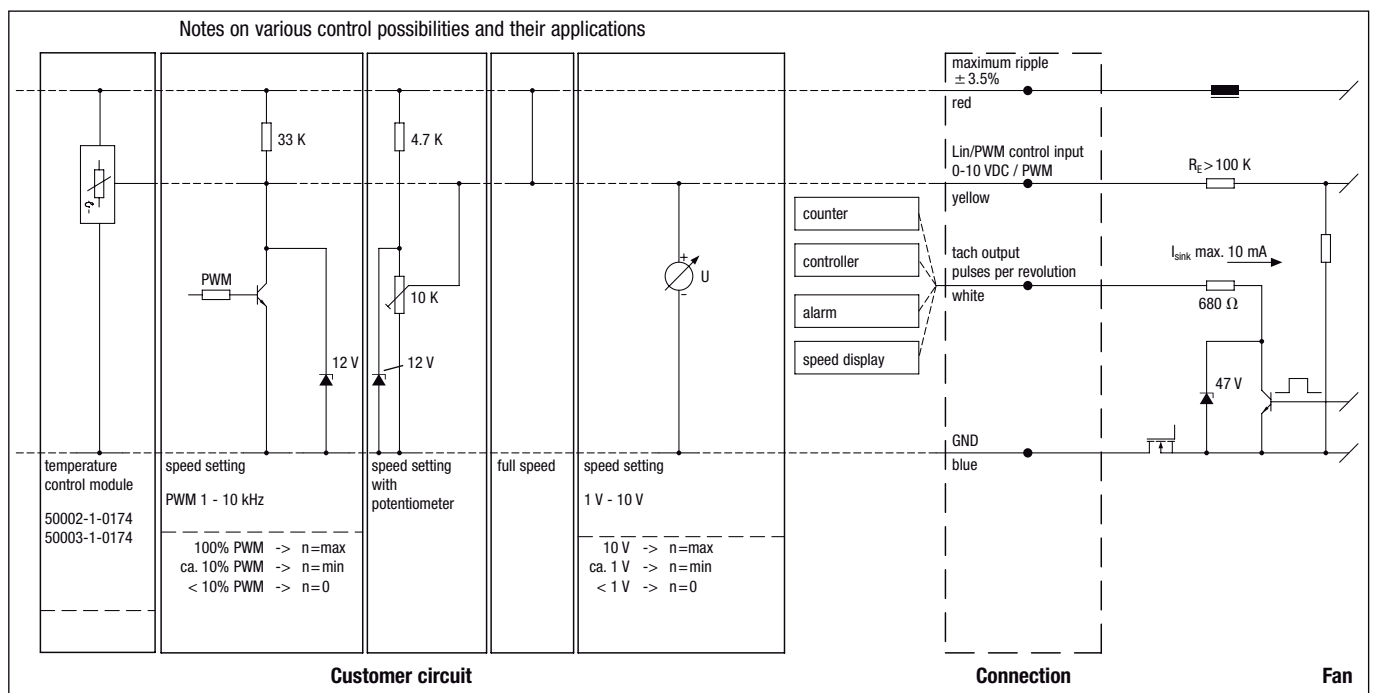 Notes on various control possibilities and their applications
33 K
PWM
12 V
4.7 K
10 K
12 V
+
U
-
counter
controller
alarm
speed display
maximum ripple
± 3.5%
red
Lin/PWM control input
0-10 VDC / PWM
yellow
tach output
pulses per revolution
white
GND
blue
RE > 100 K
Isink max. 10 mA
680 Ω
47 V
temperature
control module
50002-1-0174
50003-1-0174
speed setting
PWM 1 - 10 kHz
100% PWM -> n=max
ca. 10% PWM -> n=min
< 10% PWM -> n=0
speed setting
with
potentiometer
full speed
speed setting
1 V - 10 V
10 V -> n=max
ca. 1 V -> n=min
< 1 V -> n=0
Customer circuit
Connection
Fan